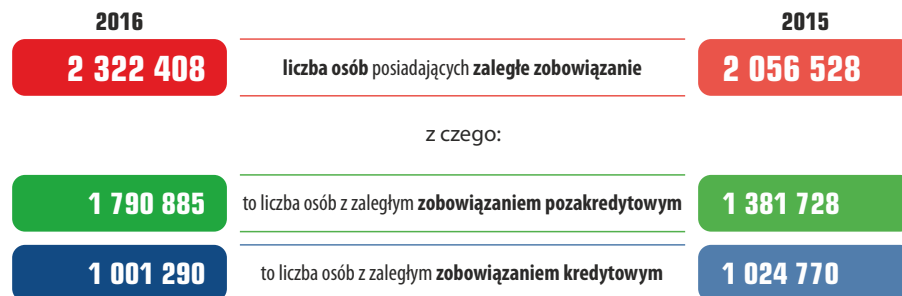 2016 2015
2 322 408 liczba osób posiadających zaległe zobowiązanie 2 056 528
z czego:
1 790 885 to liczba osób z zaległym zobowiązaniem pozakredytowym 1 381 728
1 001 290 to liczba osób z zaległym zobowiązaniem kredytowym 1 024 770